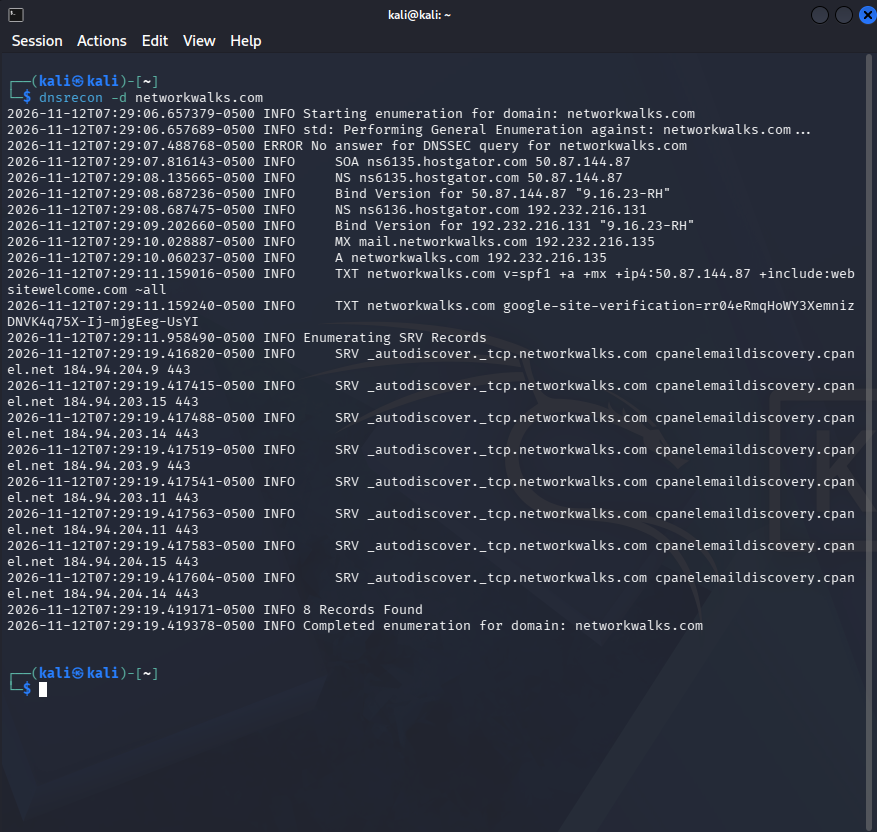 kali@kali: ~
Session Actions Edit View Help
┌──(kali㉿kali)-[~]
└─$ dnsrecon -d networkwalks.com
2026-11-12T07:29:06.657379-0500 INFO Starting enumeration for domain: networkwalks.com
2026-11-12T07:29:06.657689-0500 INFO std: Performing General Enumeration against: networkwalks.com...
2026-11-12T07:29:07.488768-0500 ERROR No answer for DNSSEC query for networkwalks.com
2026-11-12T07:29:07.816143-0500 INFO     SOA ns6135.hostgator.com 50.87.144.87
2026-11-12T07:29:08.135665-0500 INFO     NS ns6135.hostgator.com 50.87.144.87
2026-11-12T07:29:08.687236-0500 INFO     Bind Version for 50.87.144.87 "9.16.23-RH"
2026-11-12T07:29:08.687475-0500 INFO     NS ns6136.hostgator.com 192.232.216.131
2026-11-12T07:29:09.202660-0500 INFO     Bind Version for 192.232.216.131 "9.16.23-RH"
2026-11-12T07:29:10.028887-0500 INFO     MX mail.networkwalks.com 192.232.216.135
2026-11-12T07:29:10.060237-0500 INFO     A networkwalks.com 192.232.216.135
2026-11-12T07:29:11.159016-0500 INFO     TXT networkwalks.com v=spf1 +a +mx +ip4:50.87.144.87 +include:web
sitewelcome.com ~all
2026-11-12T07:29:11.159240-0500 INFO     TXT networkwalks.com google-site-verification=rr04eRmqHoWY3Xemniz
DNVK4q75X-Ij-mjgEeg-UsYI
2026-11-12T07:29:11.958490-0500 INFO Enumerating SRV Records
2026-11-12T07:29:19.416820-0500 INFO     SRV _autodiscover._tcp.networkwalks.com cpanelemaildiscovery.cpan
el.net 184.94.204.9 443
2026-11-12T07:29:19.417415-0500 INFO     SRV _autodiscover._tcp.networkwalks.com cpanelemaildiscovery.cpan
el.net 184.94.203.15 443
2026-11-12T07:29:19.417488-0500 INFO     SRV _autodiscover._tcp.networkwalks.com cpanelemaildiscovery.cpan
el.net 184.94.203.14 443
2026-11-12T07:29:19.417519-0500 INFO     SRV _autodiscover._tcp.networkwalks.com cpanelemaildiscovery.cpan
el.net 184.94.203.9 443
2026-11-12T07:29:19.417541-0500 INFO     SRV _autodiscover._tcp.networkwalks.com cpanelemaildiscovery.cpan
el.net 184.94.203.11 443
2026-11-12T07:29:19.417563-0500 INFO     SRV _autodiscover._tcp.networkwalks.com cpanelemaildiscovery.cpan
el.net 184.94.204.11 443
2026-11-12T07:29:19.417583-0500 INFO     SRV _autodiscover._tcp.networkwalks.com cpanelemaildiscovery.cpan
el.net 184.94.204.15 443
2026-11-12T07:29:19.417604-0500 INFO     SRV _autodiscover._tcp.networkwalks.com cpanelemaildiscovery.cpan
el.net 184.94.204.14 443
2026-11-12T07:29:19.419171-0500 INFO 8 Records Found
2026-11-12T07:29:19.419378-0500 INFO Completed enumeration for domain: networkwalks.com
┌──(kali㉿kali)-[~]
└─$